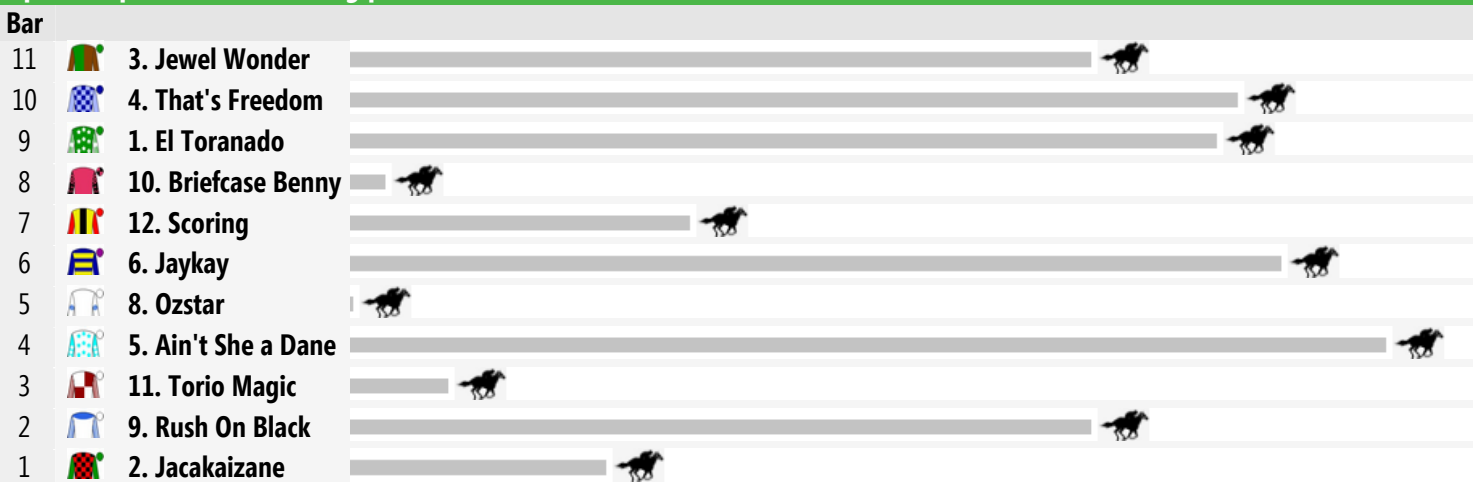 Bar
11 3. Jewel Wonder
10 4. That's Freedom
9 1. El Toranado
8 10. Briefcase Benny
7 12. Scoring
6 6. Jaykay
5 8. Ozstar
4 5. Ain't She a Dane
3 11. Torio Magic
2 9. Rush On Black
1 2. Jacakaizane